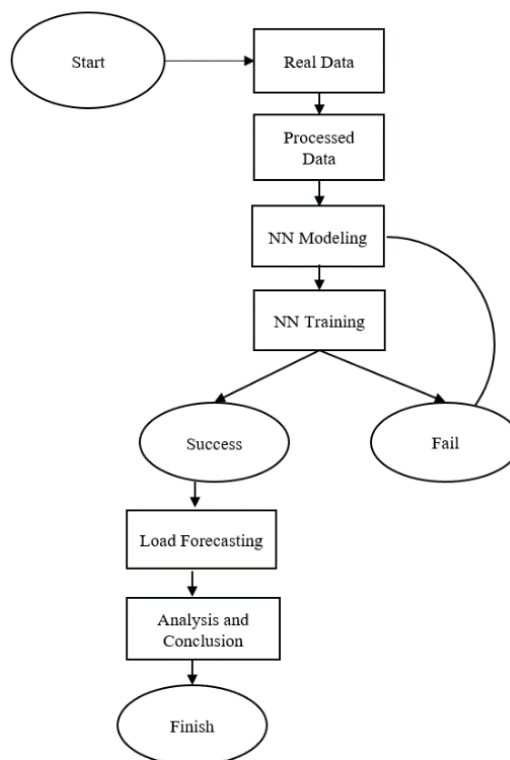 Start
Real Data
Processed
Data
NN Modeling
NN Training
Success
Fail
Load Forecasting
Analysis and
Conclusion
Finish